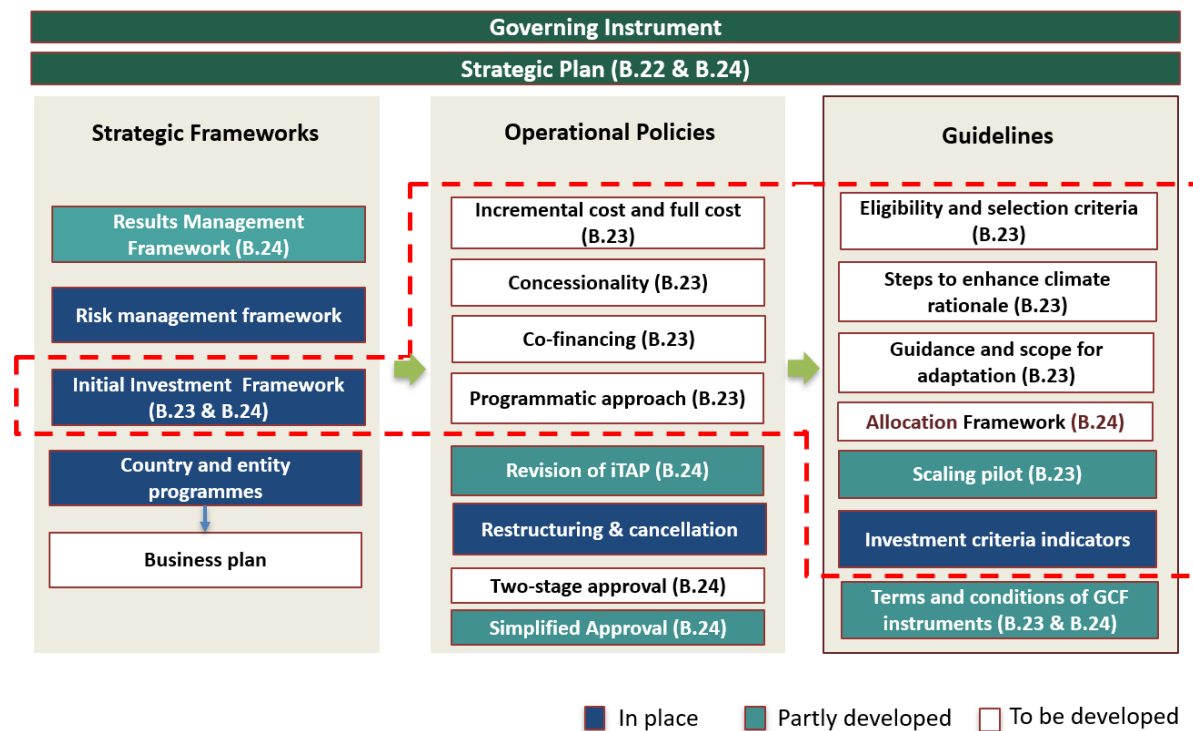 Governing Instrument
Strategic Plan (B.22 & B.24)
Strategic Frameworks
Results Management
Framework (B.24)
Risk management framework
Initial Investment Framework
(B.23 & B.24)
Country and entity
programmes
Business plan
Operational Policies
Incremental cost and full cost
(B.23)
Concessionality (B.23)
Co-financing (B.23)
Programmatic approach (B.23)
Revision of iTAP (B.24)
Restructuring & cancellation
Two-stage approval (B.24)
Simplified Approval (B.24)
Guidelines
Eligibility and selection criteria
(B.23)
Steps to enhance climate
rationale (B.23)
Guidance and scope for
adaptation (B.23)
Allocation Framework (B.24)
Scaling pilot (B.23)
Investment criteria indicators
Terms and conditions of GCF
instruments (B.23 & B.24)
In place
Partly developed
To be developed